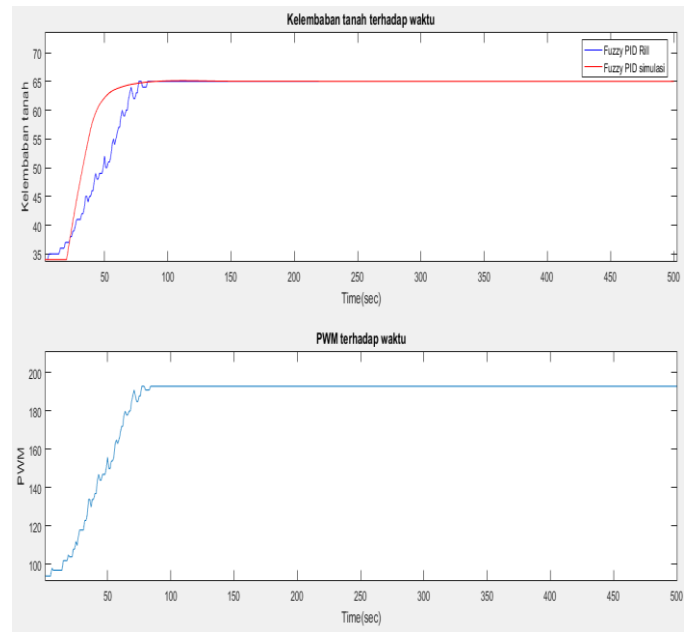 Kelembaban tanah terhadap waktu
Fuzzy PID Riil
Fuzzy PID simulasi
Kelembaban tanah
70
65
60
55
50
45
40
35
50 100 150 200 250 300 350 400 450 500
Time(sec)
PWM terhadap waktu
PWM
200
180
160
140
120
100
50 100 150 200 250 300 350 400 450 500
Time(sec)